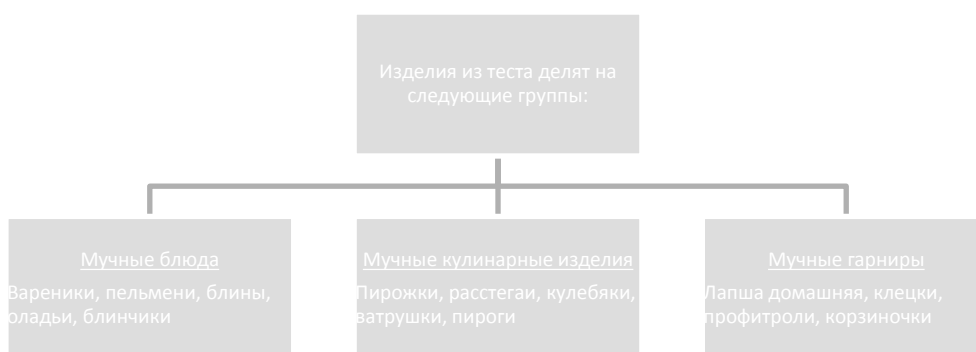 Изделия из теста делят на
следующие группы:
Мучные блюда
Вареники, пельмени, блины,
оладьи, блинчики
Мучные кулинарные изделия
Пирожки, расстегаи, кулебяки,
ватрушки, пироги
Мучные гарниры
Лапша домашняя, клецки,
профитроли, корзиночки